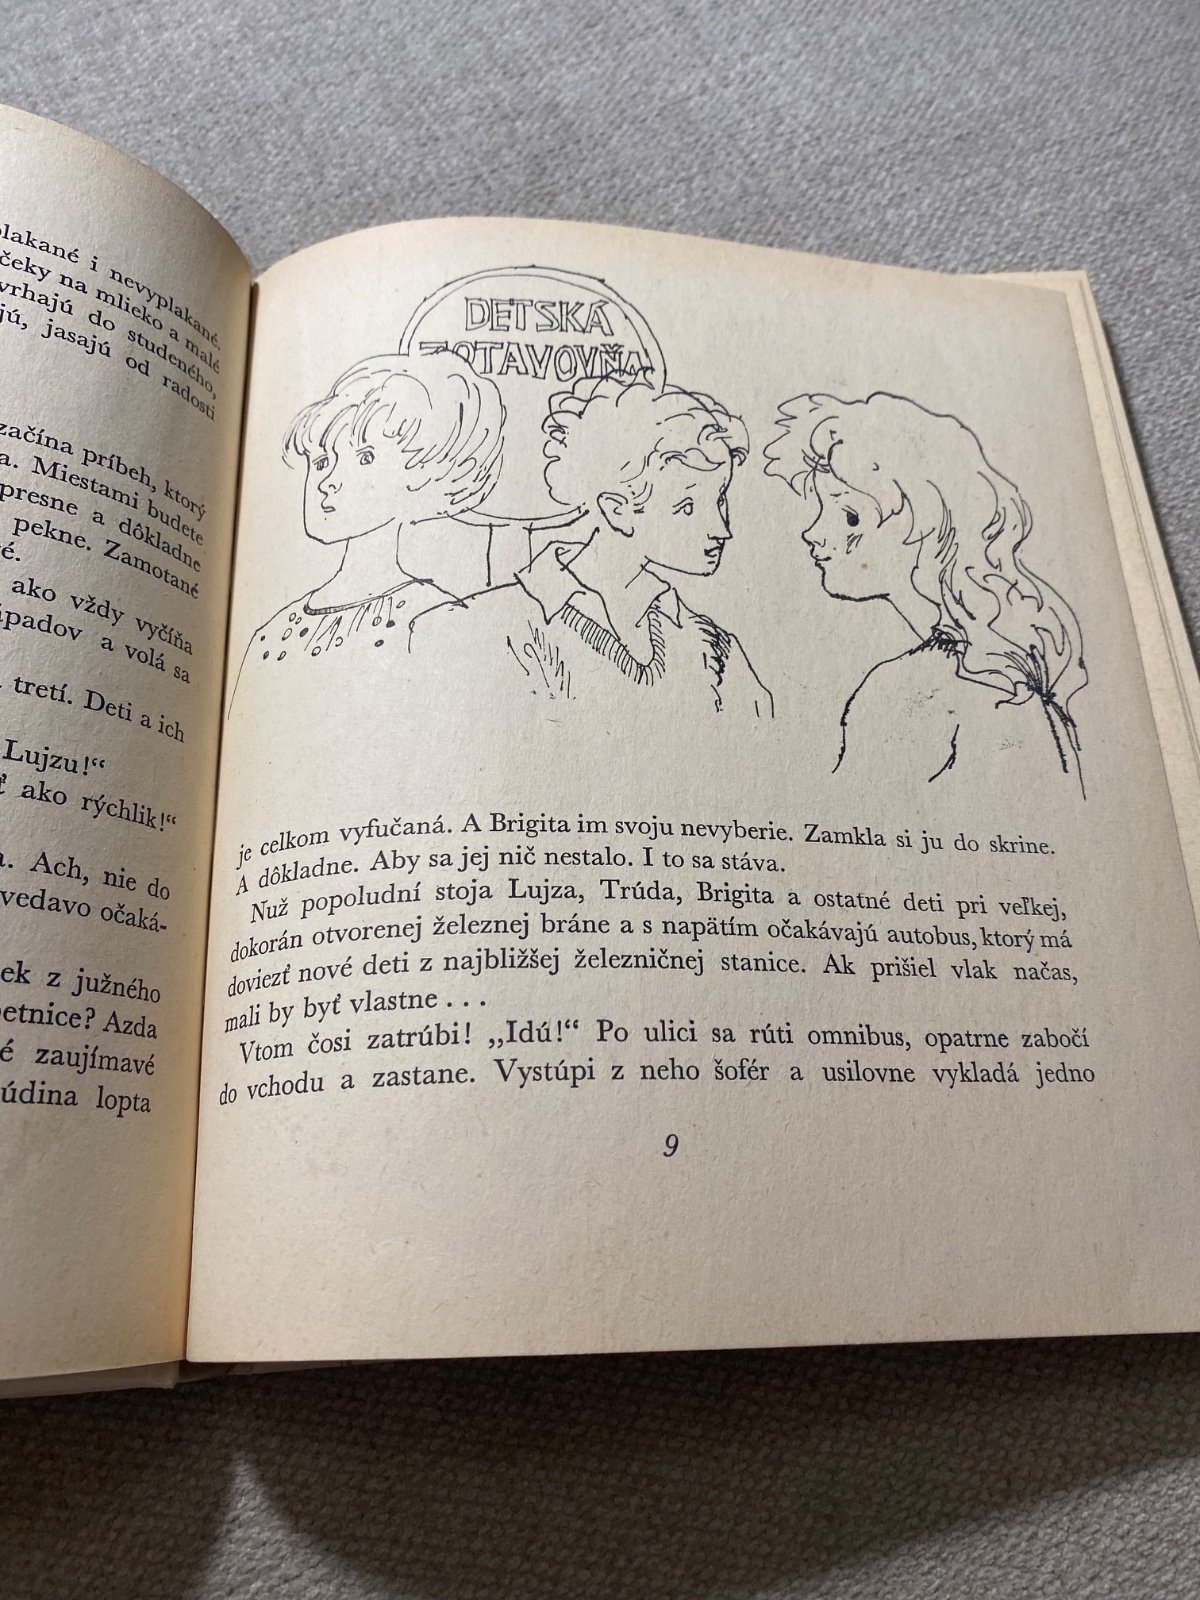 plakané i nevyplakané.
čeky na mlieko a malé
vrhajú do studeného,
jú, jasajú od radosti
začína príbeh, ktorý
a. Miestami budete
presne a dôkladne
pekne. Zamotané
vé.
ako vždy vyčíňa
nápadov a volá sa
tretí. Deti a ich
Lujzu!“
ť ako rýchlik!“
a. Ach, nie do
vedavo očaká-
ek z južného
betnice? Azda
é zaujímavé
údina lopta
DETSKÁ
ZOTAVOVŇA
je celkom vyfučaná. A Brigita im svoju nevyberie. Zamkla si ju do skrine.
A dôkladne. Aby sa jej nič nestalo. I to sa stáva.
Nuž popoludní stoja Lujza, Trúda, Brigita a ostatné deti pri veľkej,
dokorán otvorenej železnej bráne a s napätím očakávajú autobus, ktorý má
doviezť nové deti z najbližšej železničnej stanice. Ak prišiel vlak načas,
mali by byť vlastne . . .
Vtom čosi zatrúbi! „Idú!“ Po ulici sa rúti omnibus, opatrne zabočí
do vchodu a zastane. Vystúpi z neho šofér a usilovne vykladá jedno
9